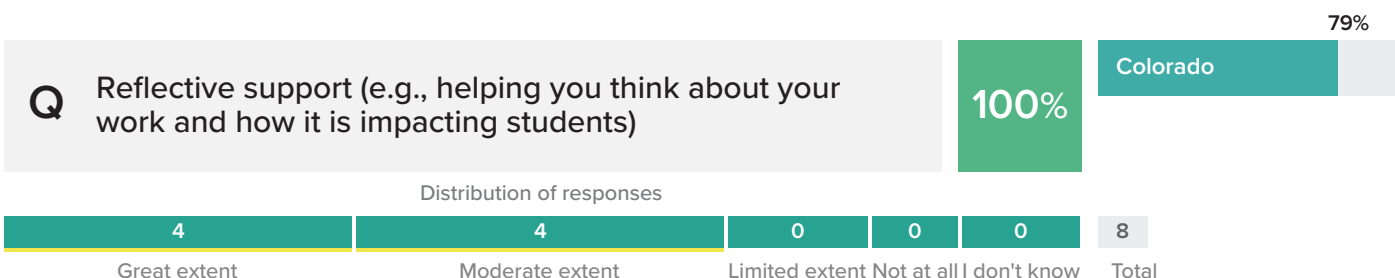 79%
Q
Reflective support (e.g., helping you think about your
work and how it is impacting students)
100%
Colorado
Distribution of responses
4 4 0 0 0 8
Great extent Moderate extent Limited extent Not at all I don't know Total